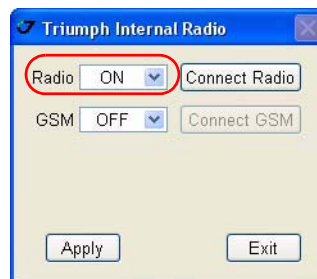 Triumph Internal Radio
Radio ON Connect Radio
GSM OFF Connect GSM
Apply Exit